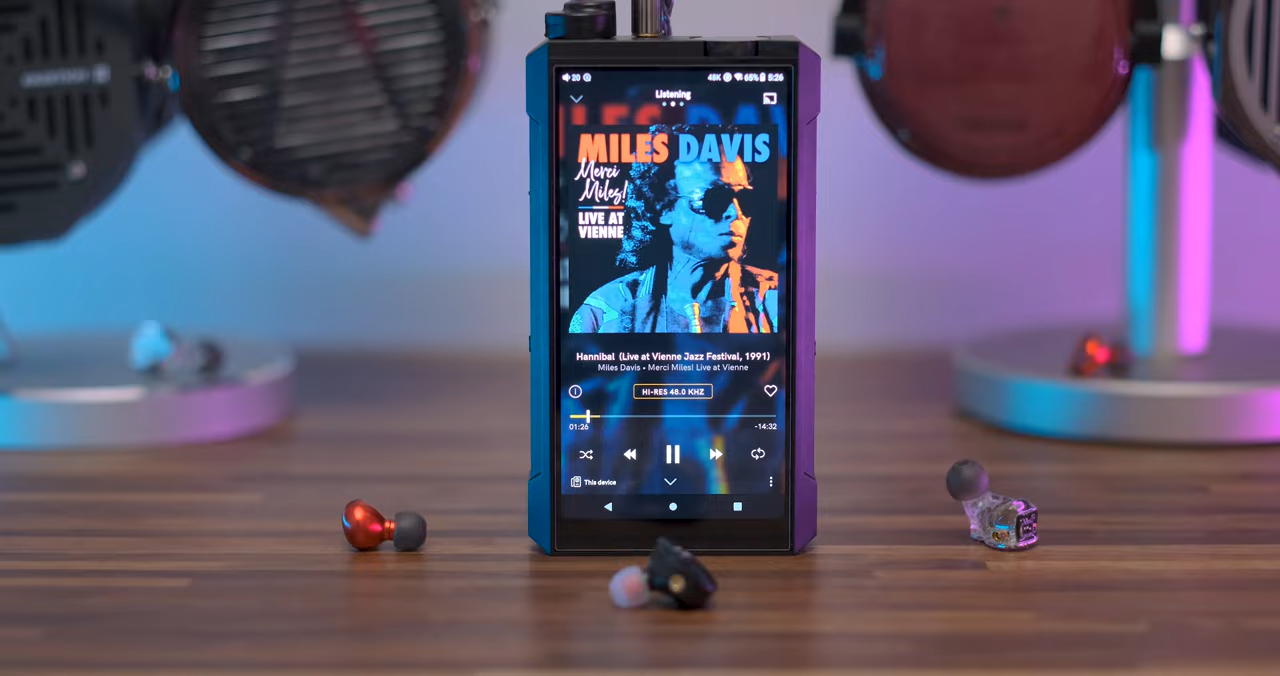 20
48K 65% 5:26
Listening
MILES DAVIS
Merci
Miles!
LIVE AT
VIENNE
Hannibal (Live at Vienne Jazz Festival, 1991)
Miles Davis • Merci Miles! Live at Vienne
HI-RES 48.0 KHZ
01:26
-14:32
This device